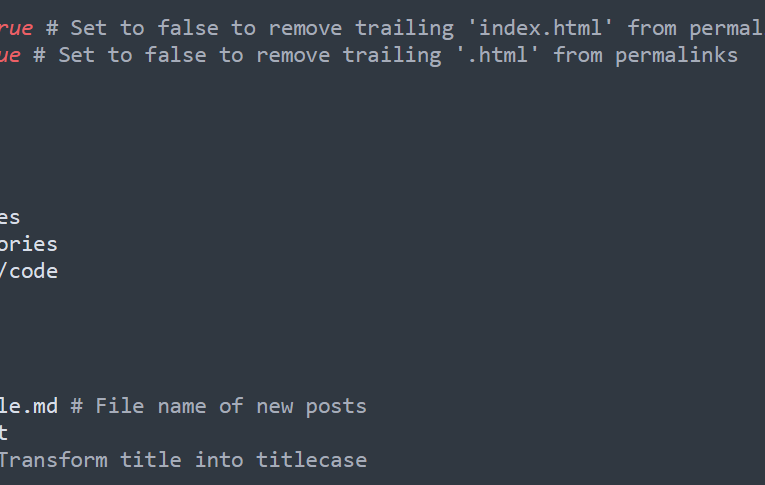 rue # Set to false to remove trailing 'index.html' from permal
ue # Set to false to remove trailing '.html' from permalinks
es
ories
/code
le.md # File name of new posts
t
Transform title into titlecase